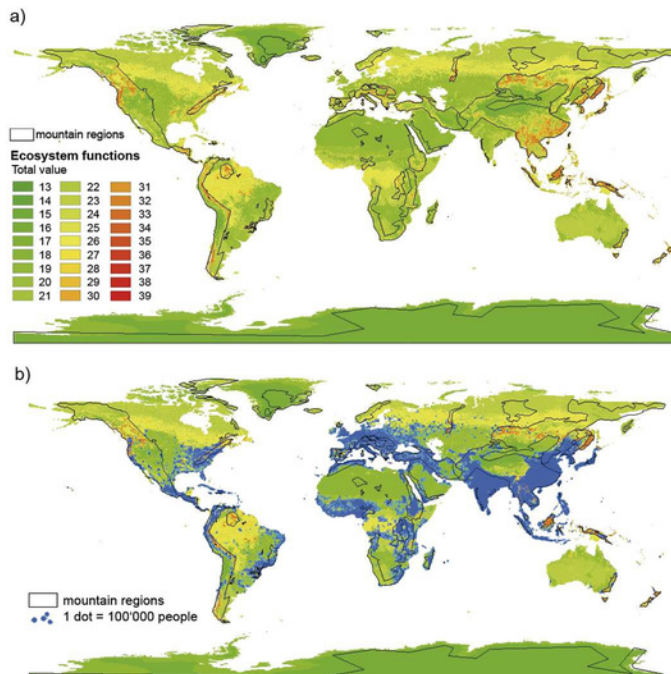 a)
mountain regions
Ecosystem functions
Total value
13 22 31
14 23 32
15 24 33
16 25 34
17 26 35
18 27 36
19 28 37
20 29 38
21 30 39
b)
mountain regions
1 dot = 100'000 people